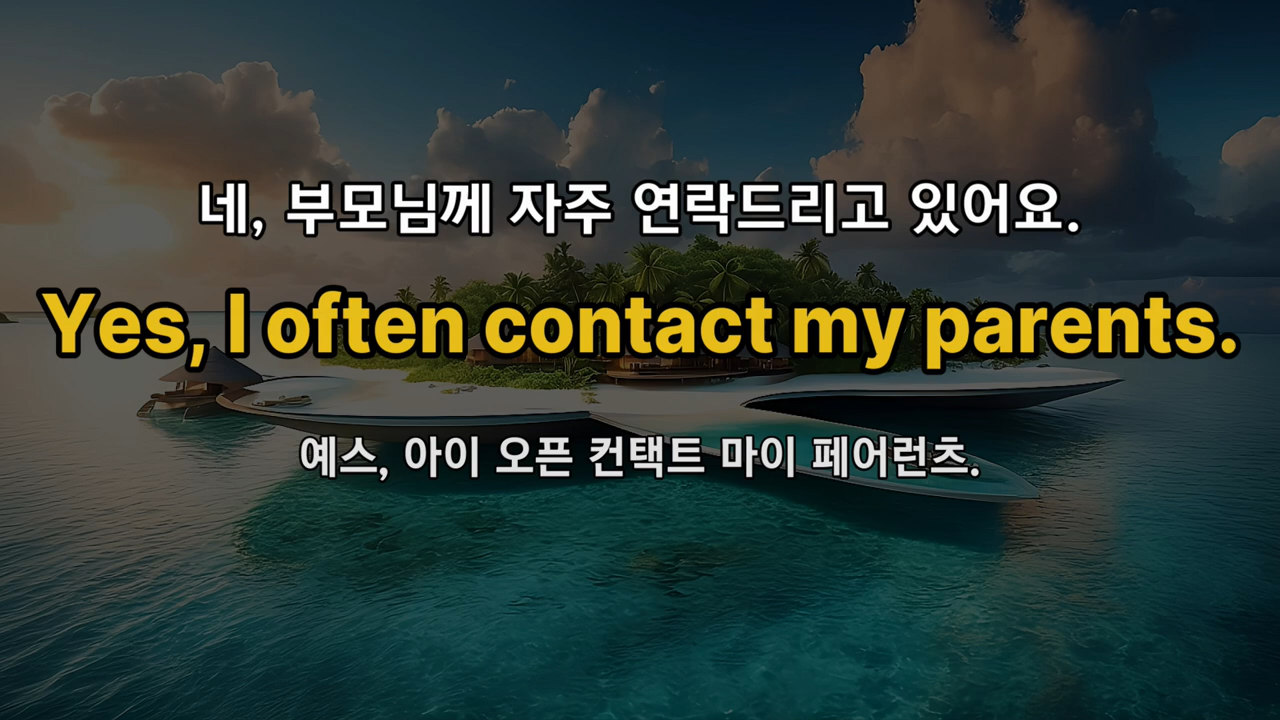 네, 부모님께 자주 연락드리고 있어요.
Yes, I often contact my parents.
예스, 아이 오픈 컨택트 마이 페어런츠.